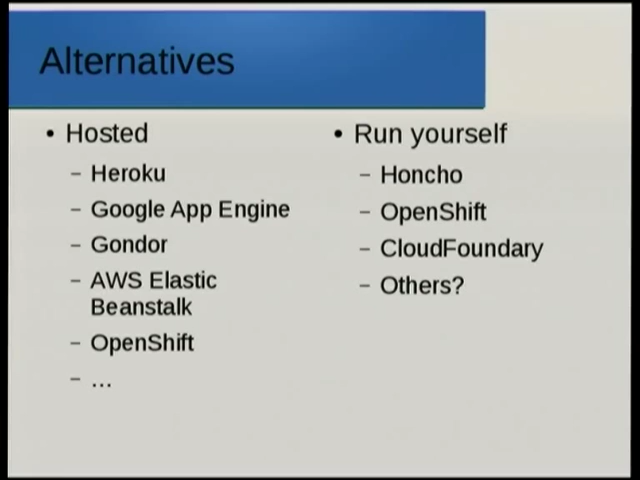 Alternatives
• Hosted
– Heroku
– Google App Engine
– Gondor
– AWS Elastic
Beanstalk
– OpenShift
– ...
• Run yourself
– Honcho
– OpenShift
– CloudFoundary
– Others?